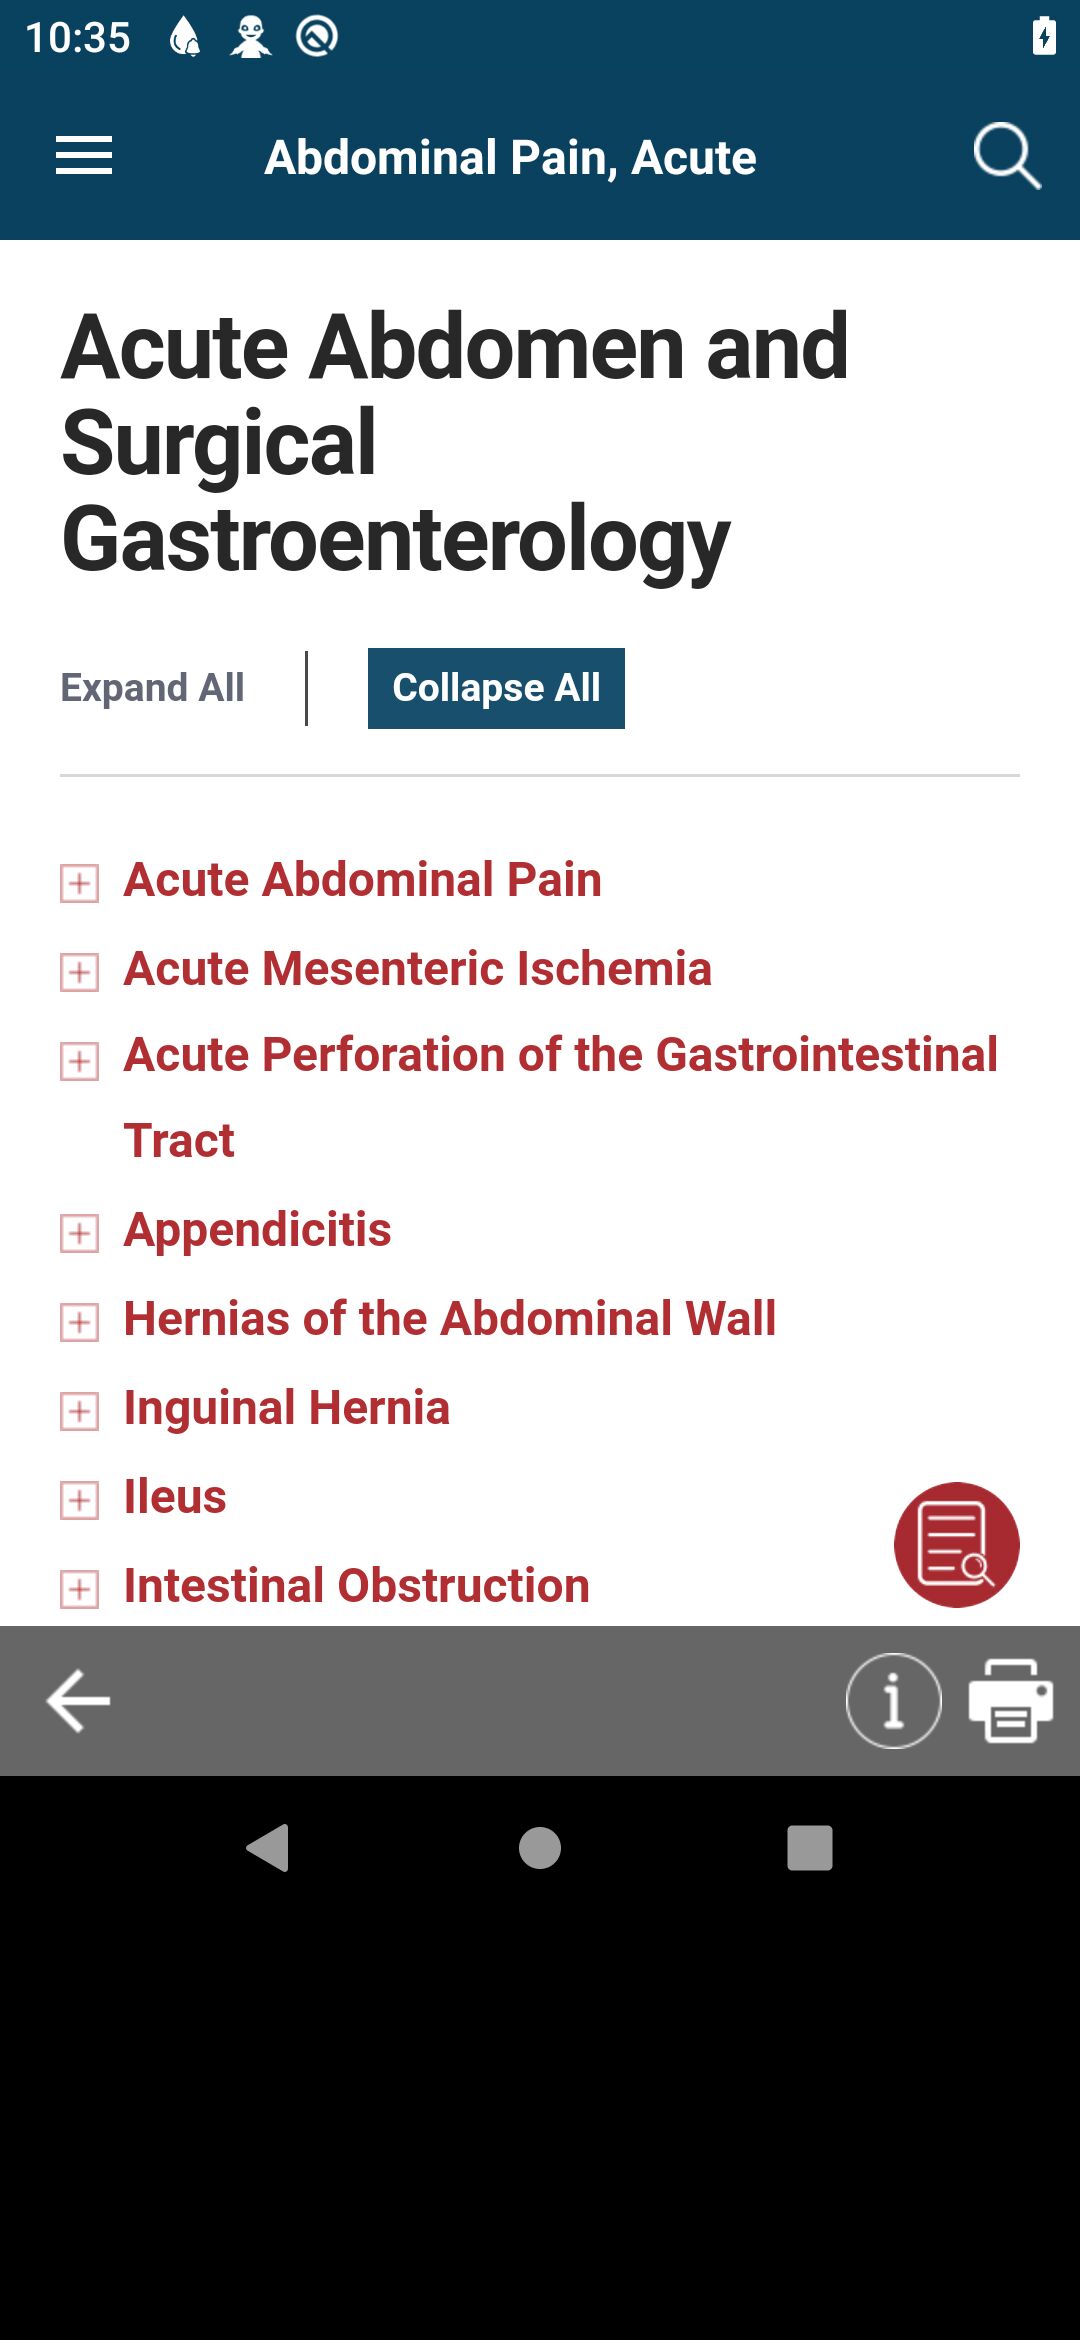 10:35
Abdominal Pain, Acute
Acute Abdomen and
Surgical
Gastroenterology
Expand All
Collapse All
Acute Abdominal Pain
Acute Mesenteric Ischemia
Acute Perforation of the Gastrointestinal
Tract
Appendicitis
Hernias of the Abdominal Wall
Inguinal Hernia
Ileus
Intestinal Obstruction